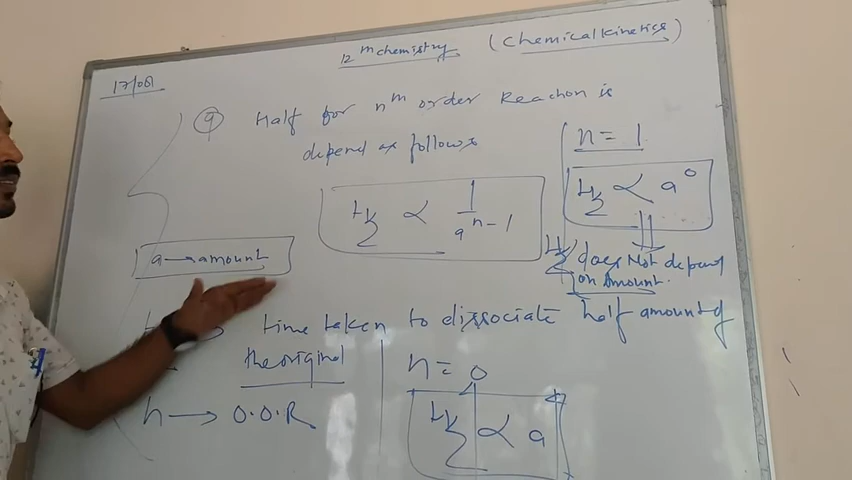 12th chemistry (Chemical kinetics)
17/08
Q Half for nth order Reaction is
depend as follows
t½ ∝ 1/a^(n-1)
n = 1
t½ ∝ a^0
t½ does Not depend
on Amount.
a → amount
→ time taken to dissociate half amount of
the original
n → O.O.R
n = 0
t½ ∝ a